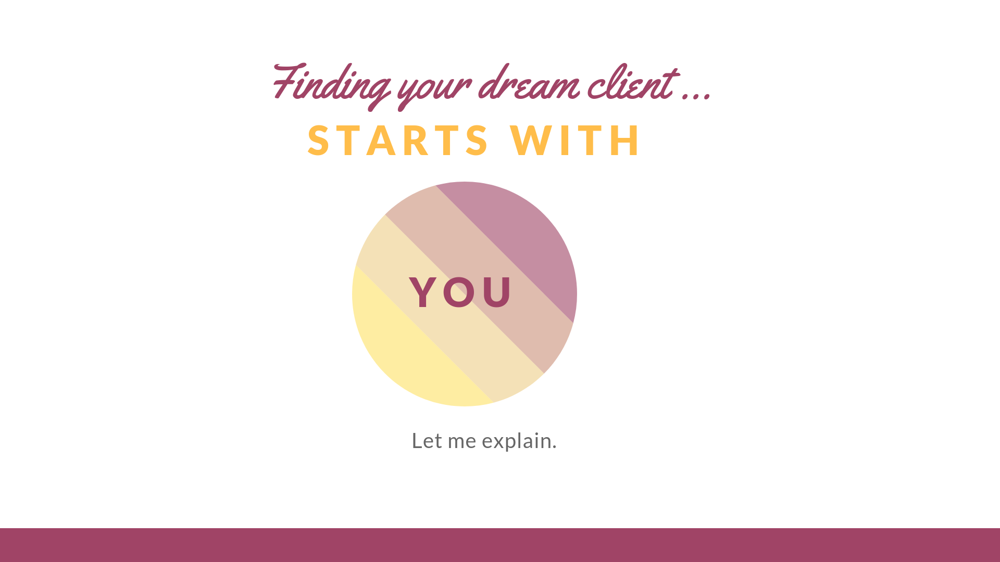 Finding your dream client ...
STARTS WITH
YOU
Let me explain.